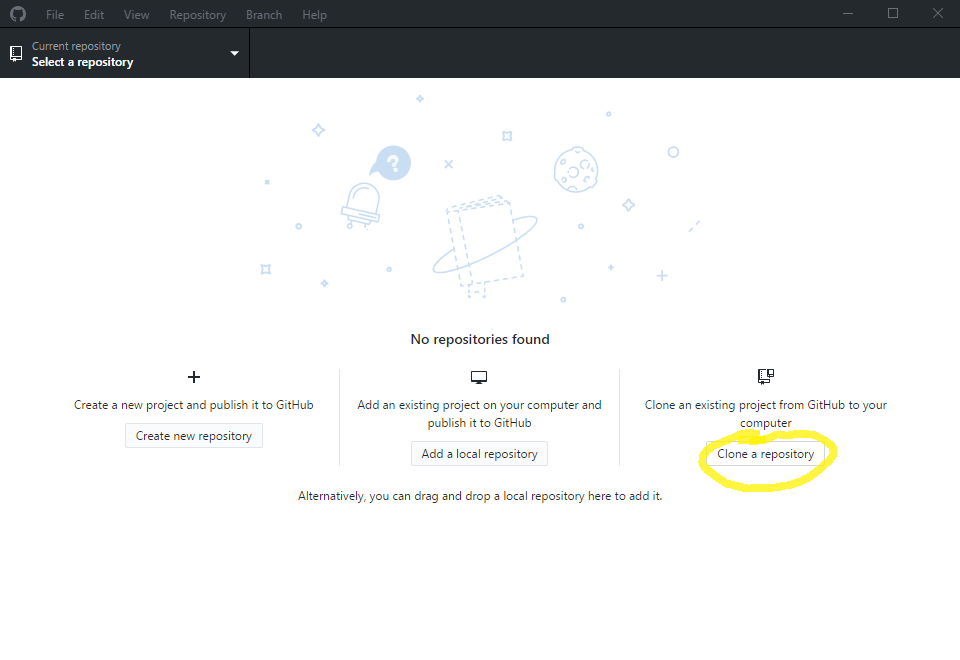 File Edit View Repository Branch Help
Current repository
Select a repository
?
No repositories found
Create a new project and publish it to GitHub
Create new repository
Add an existing project on your computer and
publish it to GitHub
Add a local repository
Clone an existing project from GitHub to your
computer
Clone a repository
Alternatively, you can drag and drop a local repository here to add it.